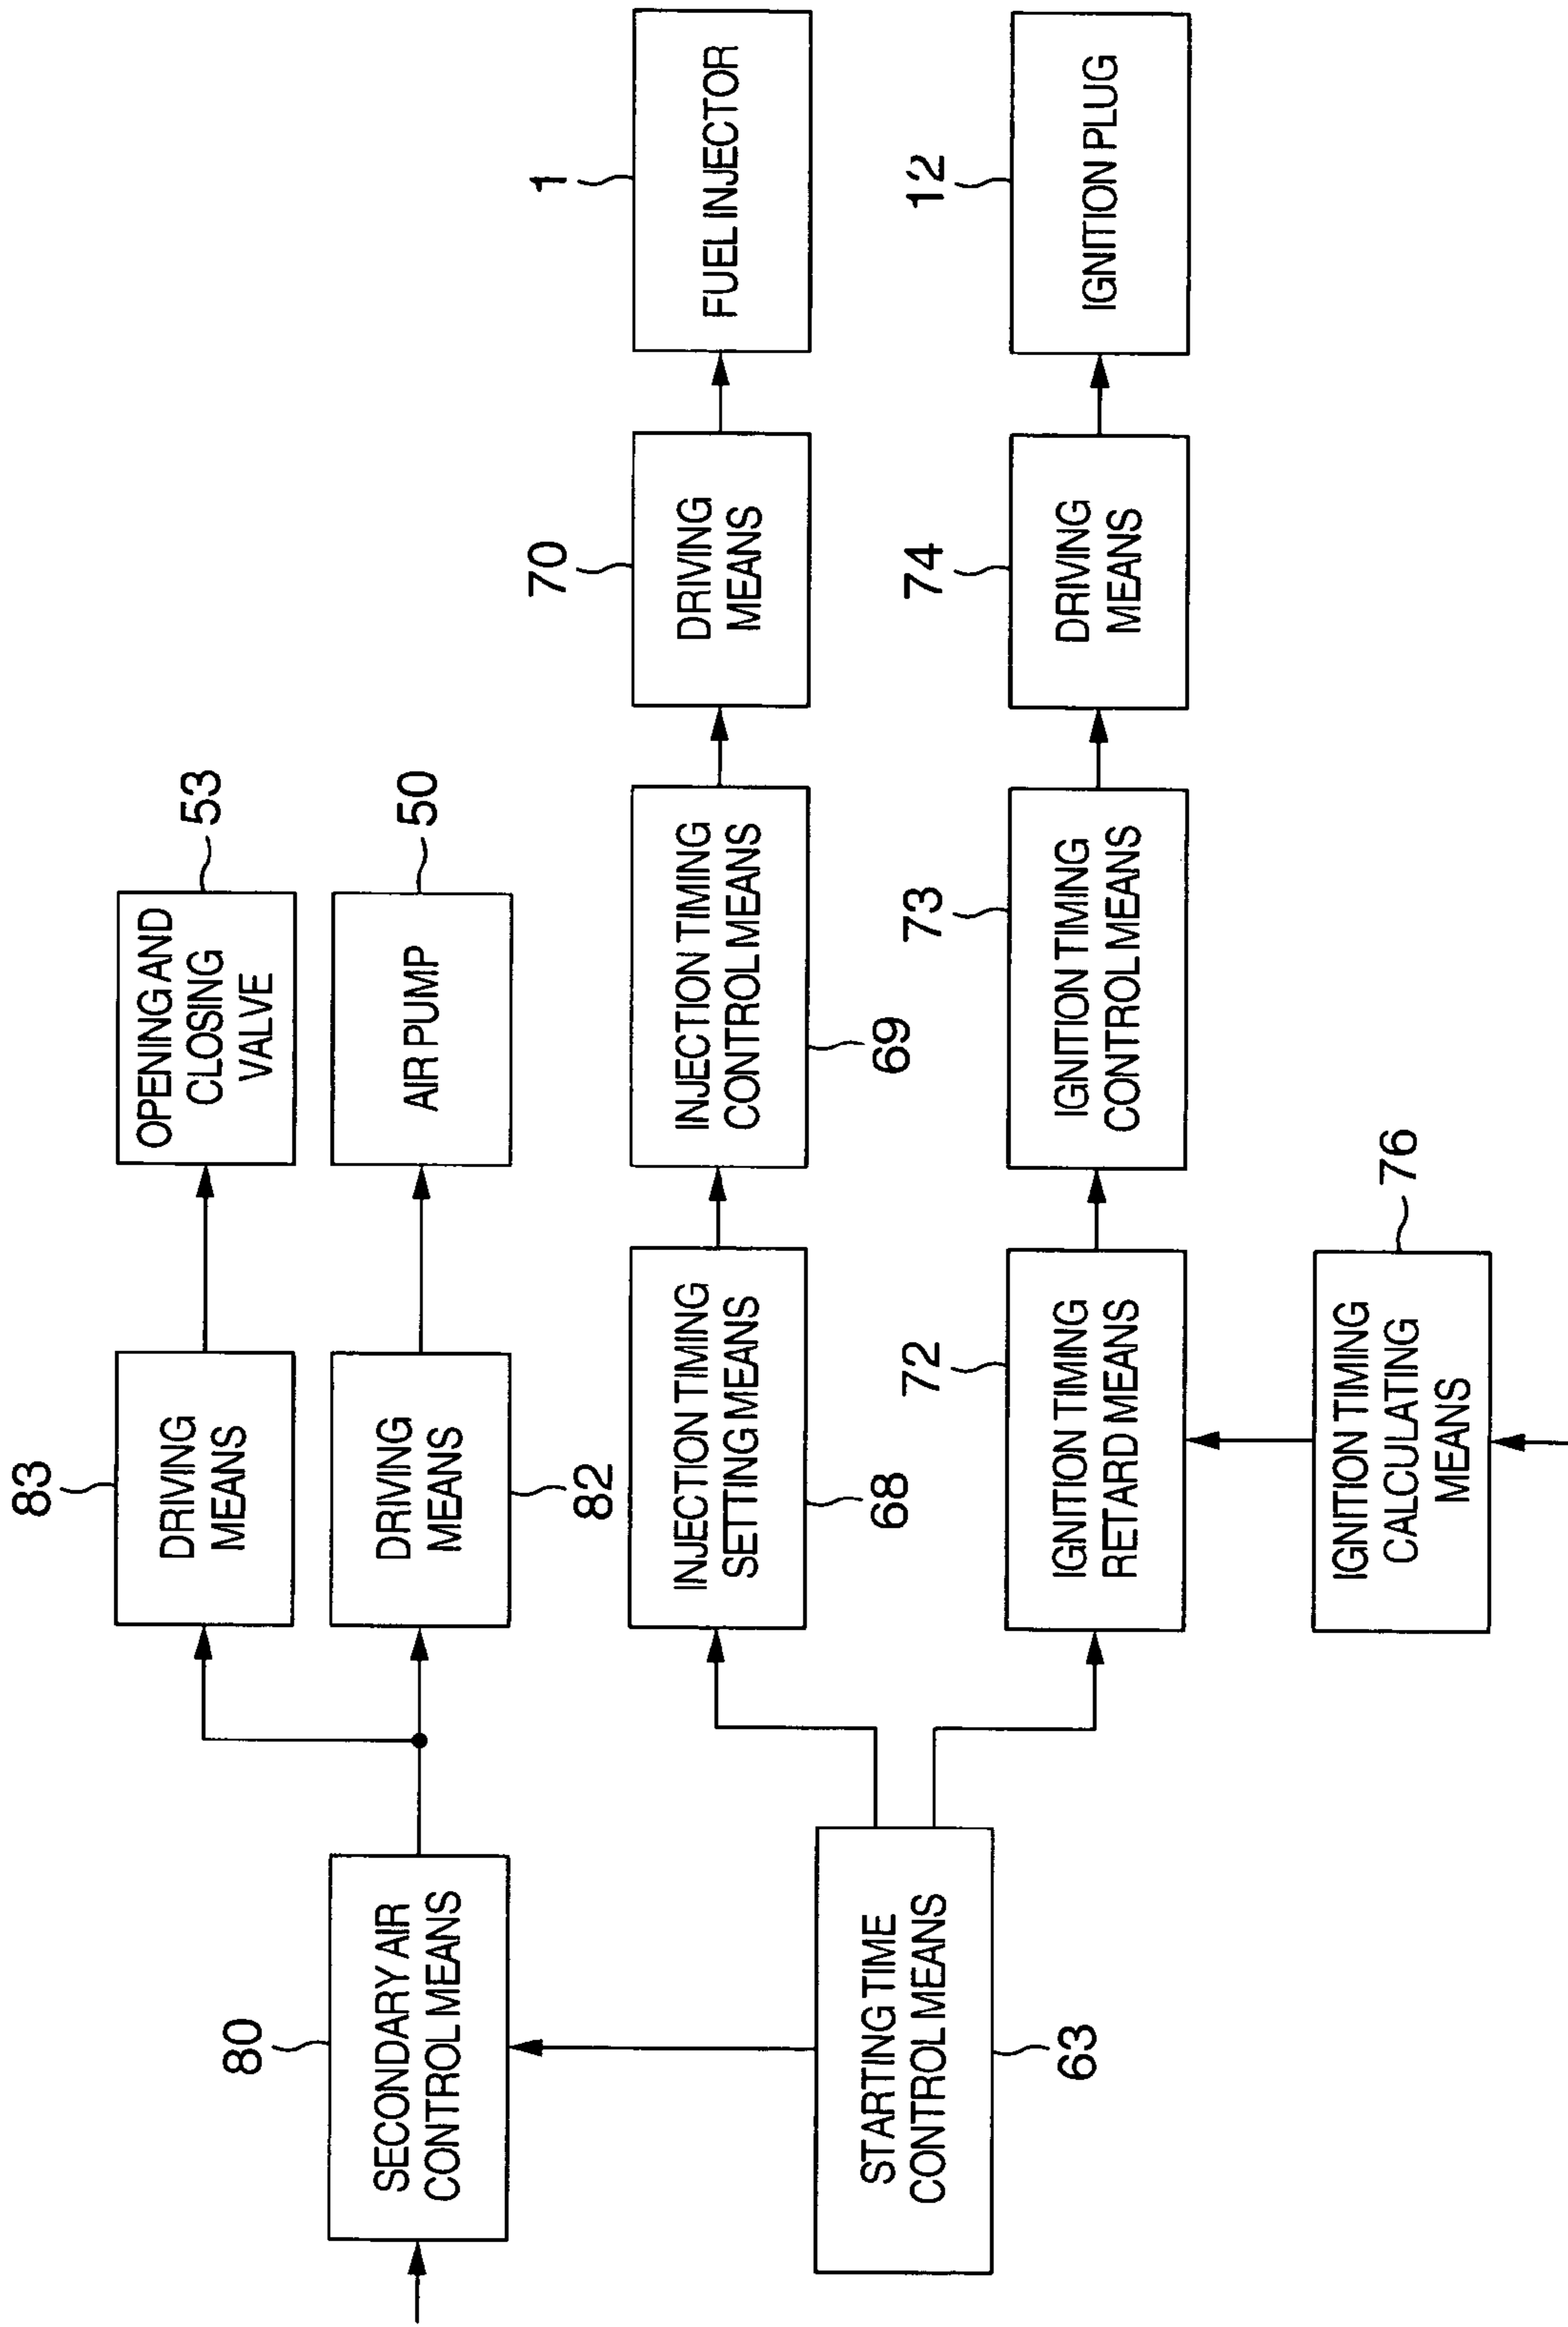 83
DRIVING
MEANS
53
OPENING AND
CLOSING
VALVE
80
SECONDARY AIR
CONTROL MEANS
82
DRIVING
MEANS
50
AIR PUMP
68
INJECTION TIMING
SETTING MEANS
69
INJECTION TIMING
CONTROL MEANS
70
DRIVING
MEANS
1
FUEL INJECTOR
63
STARTING TIME
CONTROL MEANS
72
IGNITION TIMING
RETARD MEANS
73
IGNITION TIMING
CONTROL MEANS
74
DRIVING
MEANS
12
IGNITION PLUG
76
IGNITION TIMING
CALCULATING
MEANS